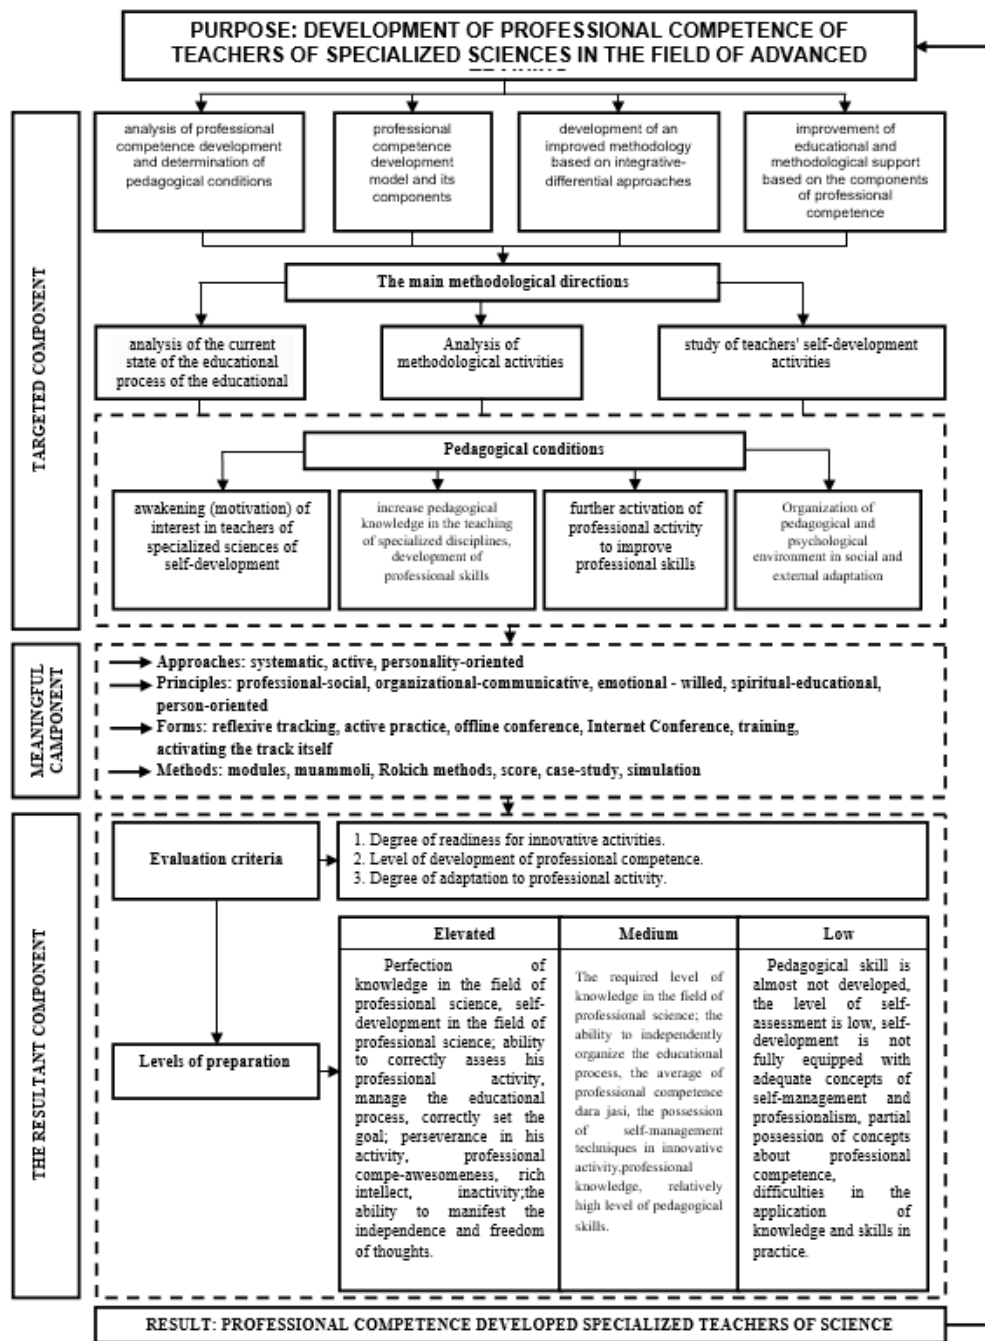 PURPOSE: DEVELOPMENT OF PROFESSIONAL COMPETENCE OF
TEACHERS OF SPECIALIZED SCIENCES IN THE FIELD OF ADVANCED
TARGETED COMPONENT
analysis of professional
competence development
and determination of
pedagogical conditions
professional
competence
development
model and its
components
development of an
improved methodology
based on integrative-
differential approaches
improvement of
educational and
methodological support
based on the components
of professional
competence
The main methodological directions
analysis of the current
state of the educational
process of the educational
Analysis of
methodological activities
study of teachers' self-development
activities
Pedagogical conditions
awakening (motivation) of
interest in teachers of
specialized sciences of
self-development
increase pedagogical
knowledge in the teaching
of specialized disciplines,
development of
professional skills
further activation of
professional activity
to improve
professional skills
Organization of
pedagogical and
psychological
environment in social and
external adaptation
MEANINGFUL
CAMPONENT
Approaches: systematic, active, personality-oriented
Principles: professional-social, organizational-communicative, emotional - willed, spiritual-educational,
person-oriented
Forms: reflexive tracking, active practice, offline conference, Internet Conference, training,
activating the track itself
Methods: modules, muammoli, Rokich methods, score, case-study, simulation
THE RESULTANT COMPONENT
Evaluation criteria
1. Degree of readiness for innovative activities.
2. Level of development of professional competence.
3. Degree of adaptation to professional activity.
Levels of preparation
Elevated
Perfection of
knowledge in the field of
professional science, self-
development in the field of
professional science; ability
to correctly assess his
professional activity,
manage the educational
process, correctly set the
goal; perseverance in his
activity, professional
compe-awesomeness, rich
intellect, inactivity;the
ability to manifest the
independence and freedom
of thoughts.
Medium
The required level of
knowledge in the field of
professional science; the
ability to independently
organize the educational
process, the average of
professional competence
dara jasi, the possession
of self-management
techniques in innovative
activity,professional
knowledge, relatively
high level of pedagogical
skills.
Low
Pedagogical skill is
almost not developed,
the level of self-
assessment is low, self-
development is not
fully equipped with
adequate concepts of
self-management and
professionalism, partial
possession of concepts
about professional
competence,
difficulties in the
application of
knowledge and skills in
practice.
RESULT: PROFESSIONAL COMPETENCE DEVELOPED SPECIALIZED TEACHERS OF SCIENCE